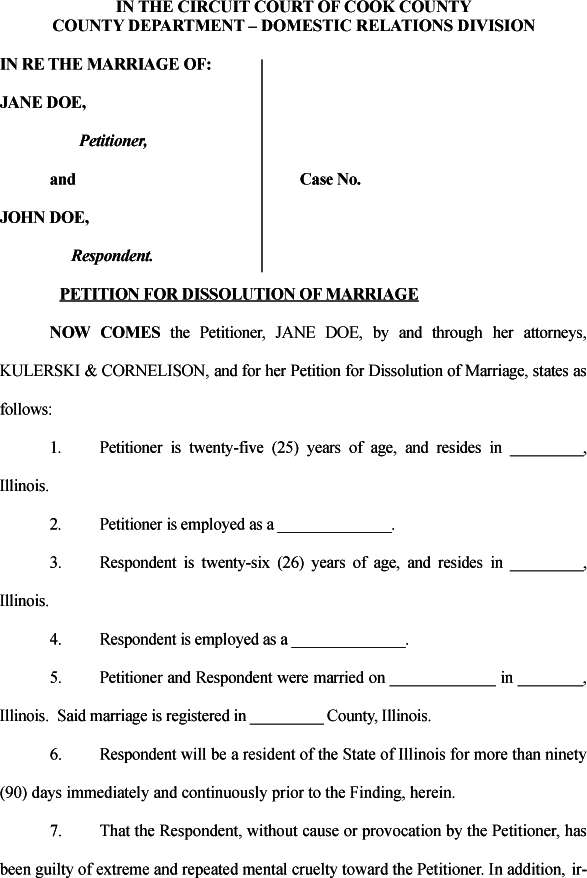 IN THE CIRCUIT COURT OF COOK COUNTY
COUNTY DEPARTMENT – DOMESTIC RELATIONS DIVISION
IN RE THE MARRIAGE OF:
JANE DOE,
Petitioner,
and
Case No.
JOHN DOE,
Respondent.
PETITION FOR DISSOLUTION OF MARRIAGE
NOW COMES the Petitioner, JANE DOE, by and through her attorneys,
KULERSKI & CORNELISON, and for her Petition for Dissolution of Marriage, states as
follows:
1. Petitioner is twenty-five (25) years of age, and resides in _________,
Illinois.
2. Petitioner is employed as a ______________.
3. Respondent is twenty-six (26) years of age, and resides in _________,
Illinois.
4. Respondent is employed as a ______________.
5. Petitioner and Respondent were married on _____________ in ________,
Illinois. Said marriage is registered in _________ County, Illinois.
6. Respondent will be a resident of the State of Illinois for more than ninety
(90) days immediately and continuously prior to the Finding, herein.
7. That the Respondent, without cause or provocation by the Petitioner, has
been guilty of extreme and repeated mental cruelty toward the Petitioner. In addition, ir-